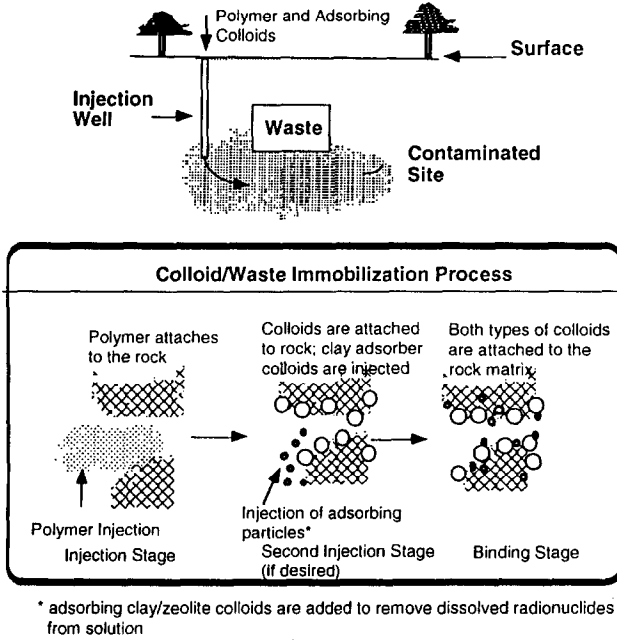 Polymer and Adsorbing
Colloids
Surface
Injection
Well
Waste
Contaminated
Site
Colloid/Waste Immobilization Process
Polymer attaches
to the rock
Colloids are attached
to rock; clay adsorber
colloids are injected
Both types of colloids
are attached to the
rock matrix
Polymer Injection
Injection Stage
Injection of adsorbing
particles*
Second Injection Stage
(if desired)
Binding Stage
* adsorbing clay/zeolite colloids are added to remove dissolved radionuclides
from solution